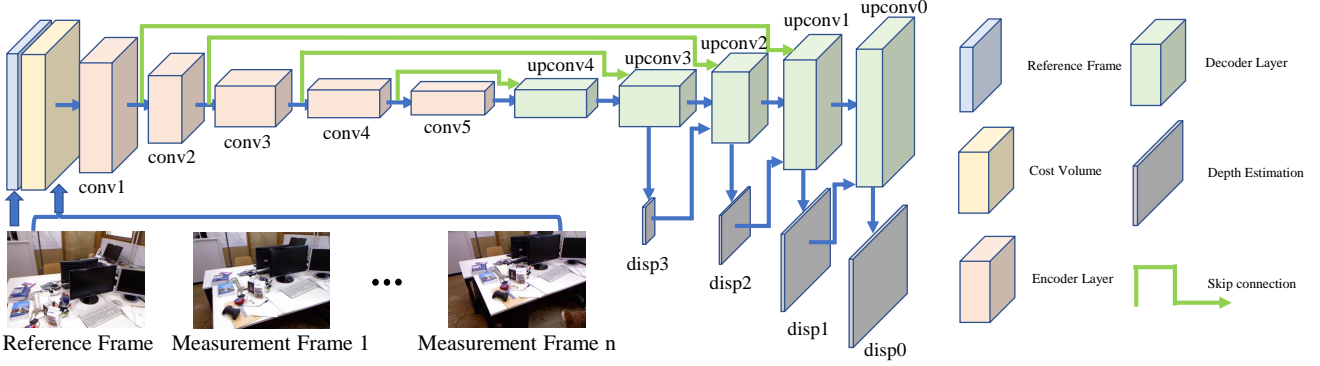 upconv1
upconv0
upconv2
upconv3
upconv4
conv1
conv2
conv3
conv4
conv5
disp3
disp2
disp1
disp0
Reference Frame
Measurement Frame 1
•••
Measurement Frame n
Reference Frame
Decoder Layer
Cost Volume
Depth Estimation
Encoder Layer
Skip connection